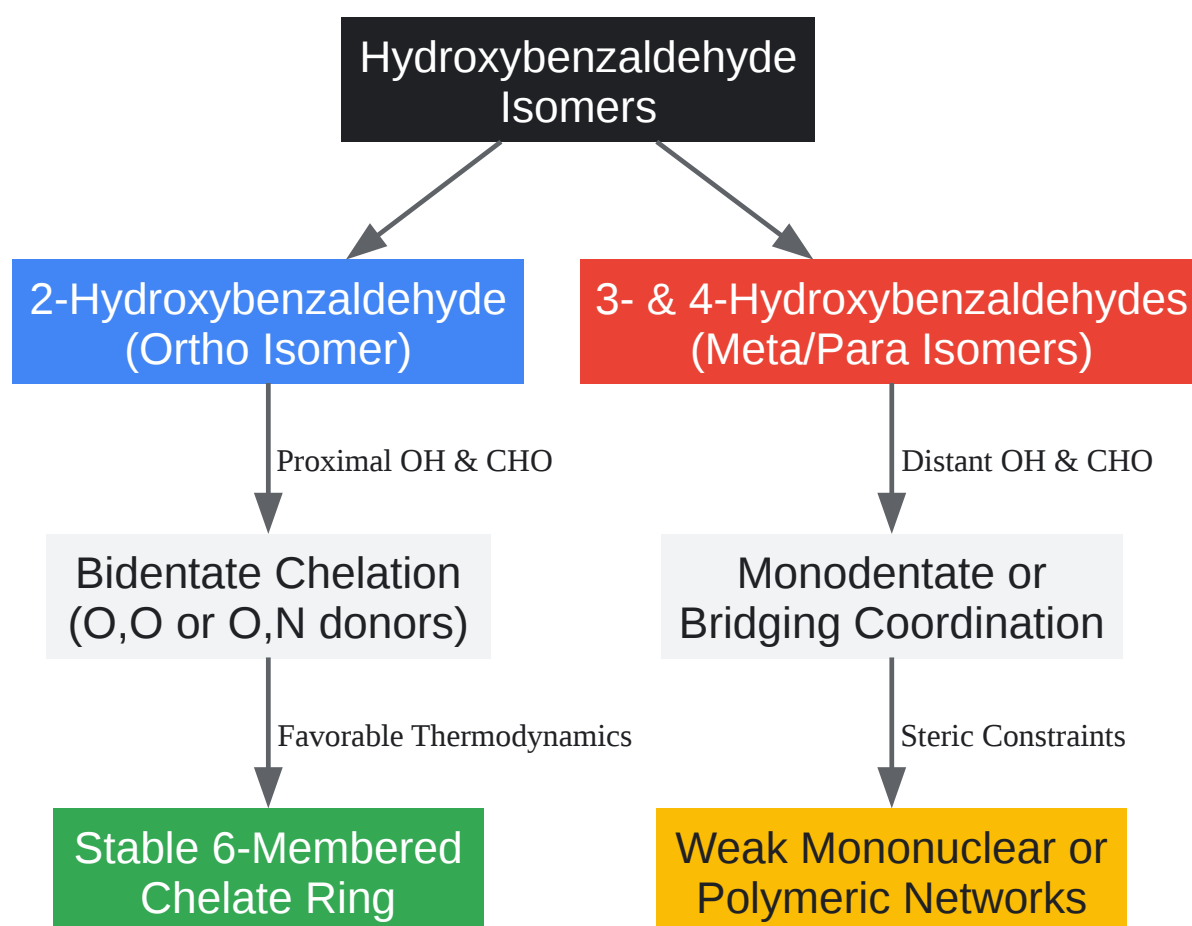 Hydroxybenzaldehyde
Isomers
2-Hydroxybenzaldehyde
(Ortho Isomer)
3- & 4-Hydroxybenzaldehydes
(Meta/Para Isomers)
Proximal OH & CHO
Distant OH & CHO
Bidentate Chelation
(O,O or O,N donors)
Monodentate or
Bridging Coordination
Favorable Thermodynamics
Steric Constraints
Stable 6-Membered
Chelate Ring
Weak Mononuclear or
Polymeric Networks